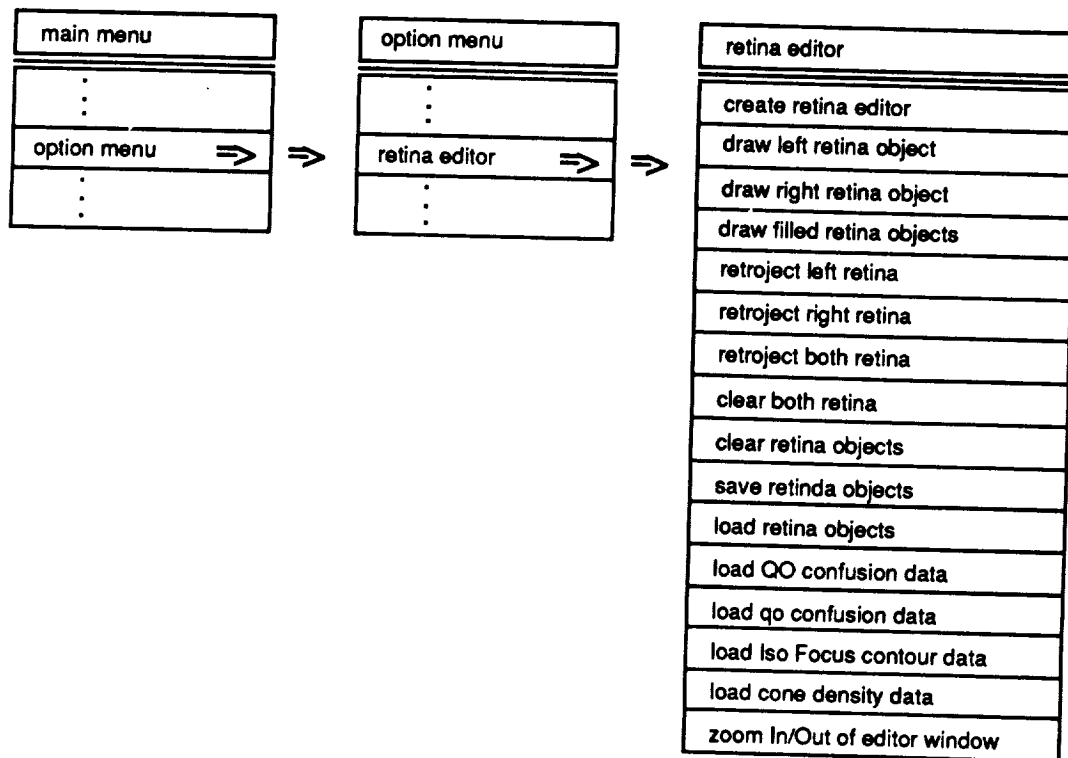 main menu
option menu
option menu
retina editor
retina editor
create retina editor
draw left retina object
draw right retina object
draw filled retina objects
retroject left retina
retroject right retina
retroject both retina
clear both retina
clear retina objects
save retinda objects
load retina objects
load QO confusion data
load qo confusion data
load Iso Focus contour data
load cone density data
zoom In/Out of editor window